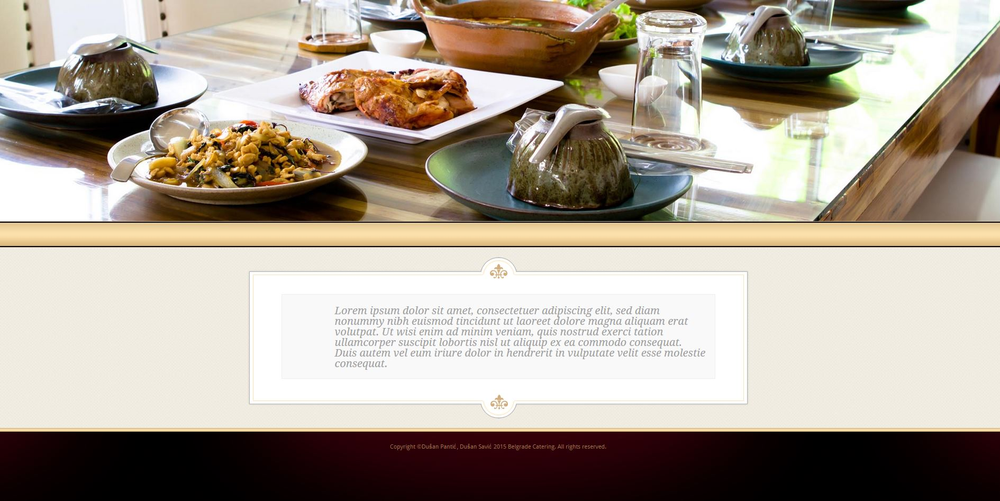 Lorem ipsum dolor sit amet, consectetuer adipiscing elit, sed diam
nonummy nibh euismod tincidunt ut laoreet dolore magna aliquam erat
volutpat. Ut wisi enim ad minim veniam, quis nostrud exerci tation
ullamcorper suscipit lobortis nisl ut aliquip ex ea commodo consequat.
Duis autem vel eum iriure dolor in hendrerit in vulputate velit esse molestie
consequat.
Copyright ©Dušan Pantić, Dušan Savić 2015 Belgrade Catering. All rights reserved.